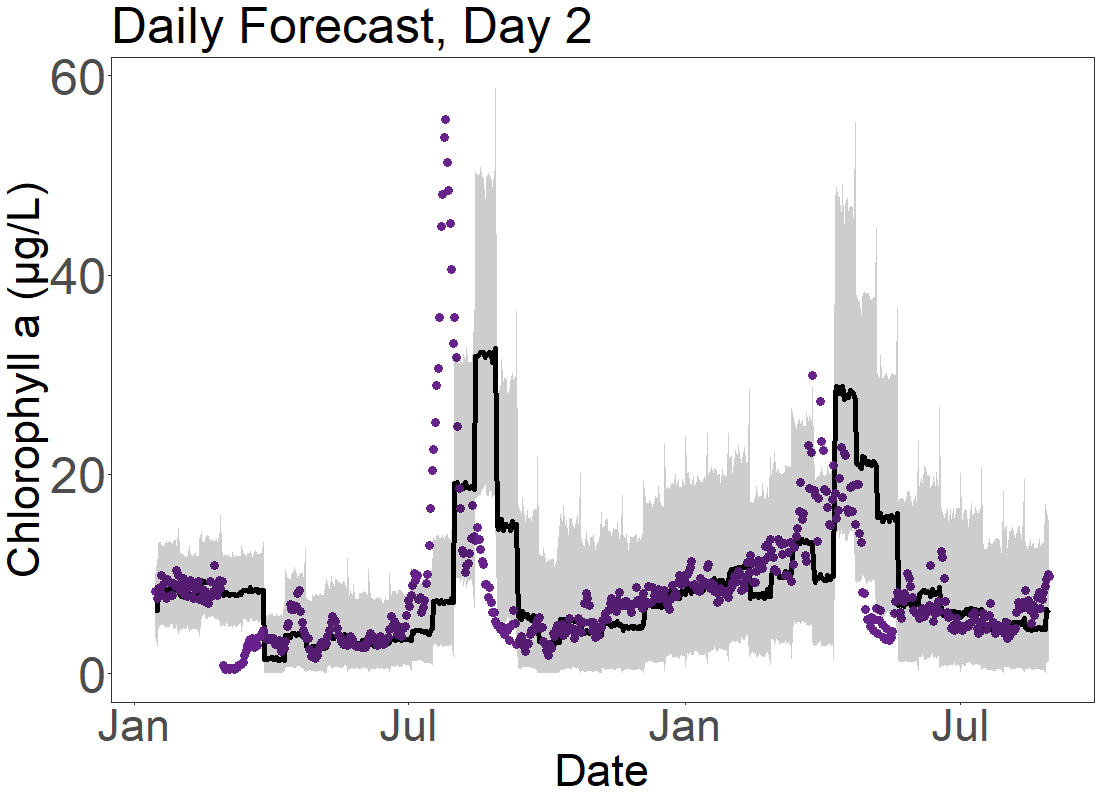 Daily Forecast, Day 2
Chlorophyll a (μg/L)
60
40
20
0
Jan
Jul
Jan
Jul
Date